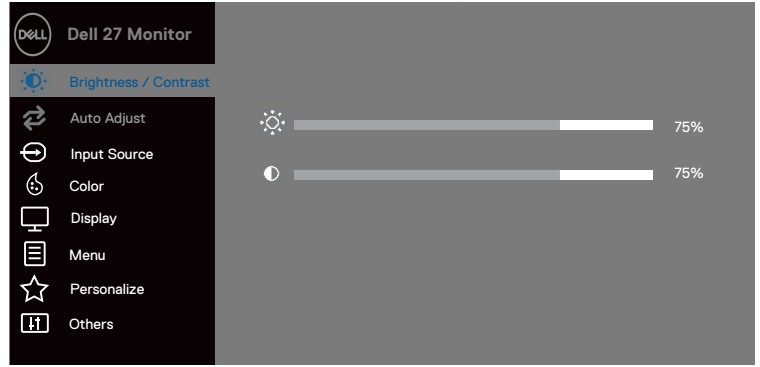 DELL Dell 27 Monitor
Brightness / Contrast
Auto Adjust
Input Source
Color
Display
Menu
Personalize
Others
75%
75%